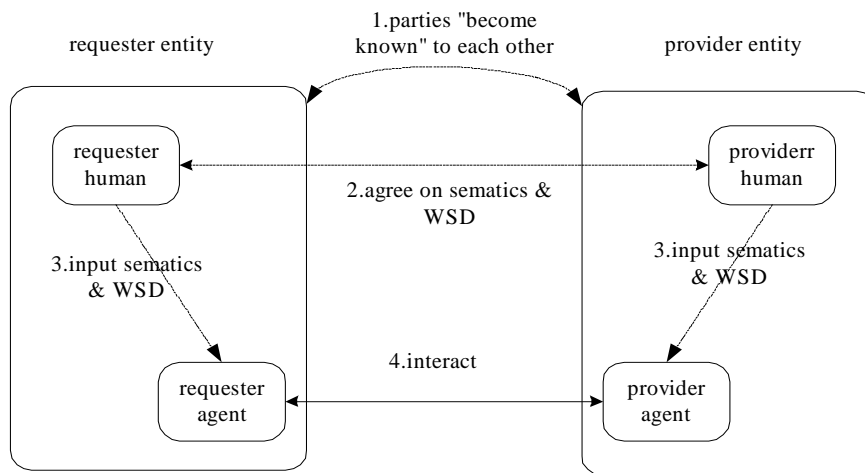 requester entity
1.parties "become
known" to each other
provider entity
requester
human
providerr
human
2.agree on sematics &
WSD
3.input sematics
& WSD
3.input sematics
& WSD
4.interact
requester
agent
provider
agent